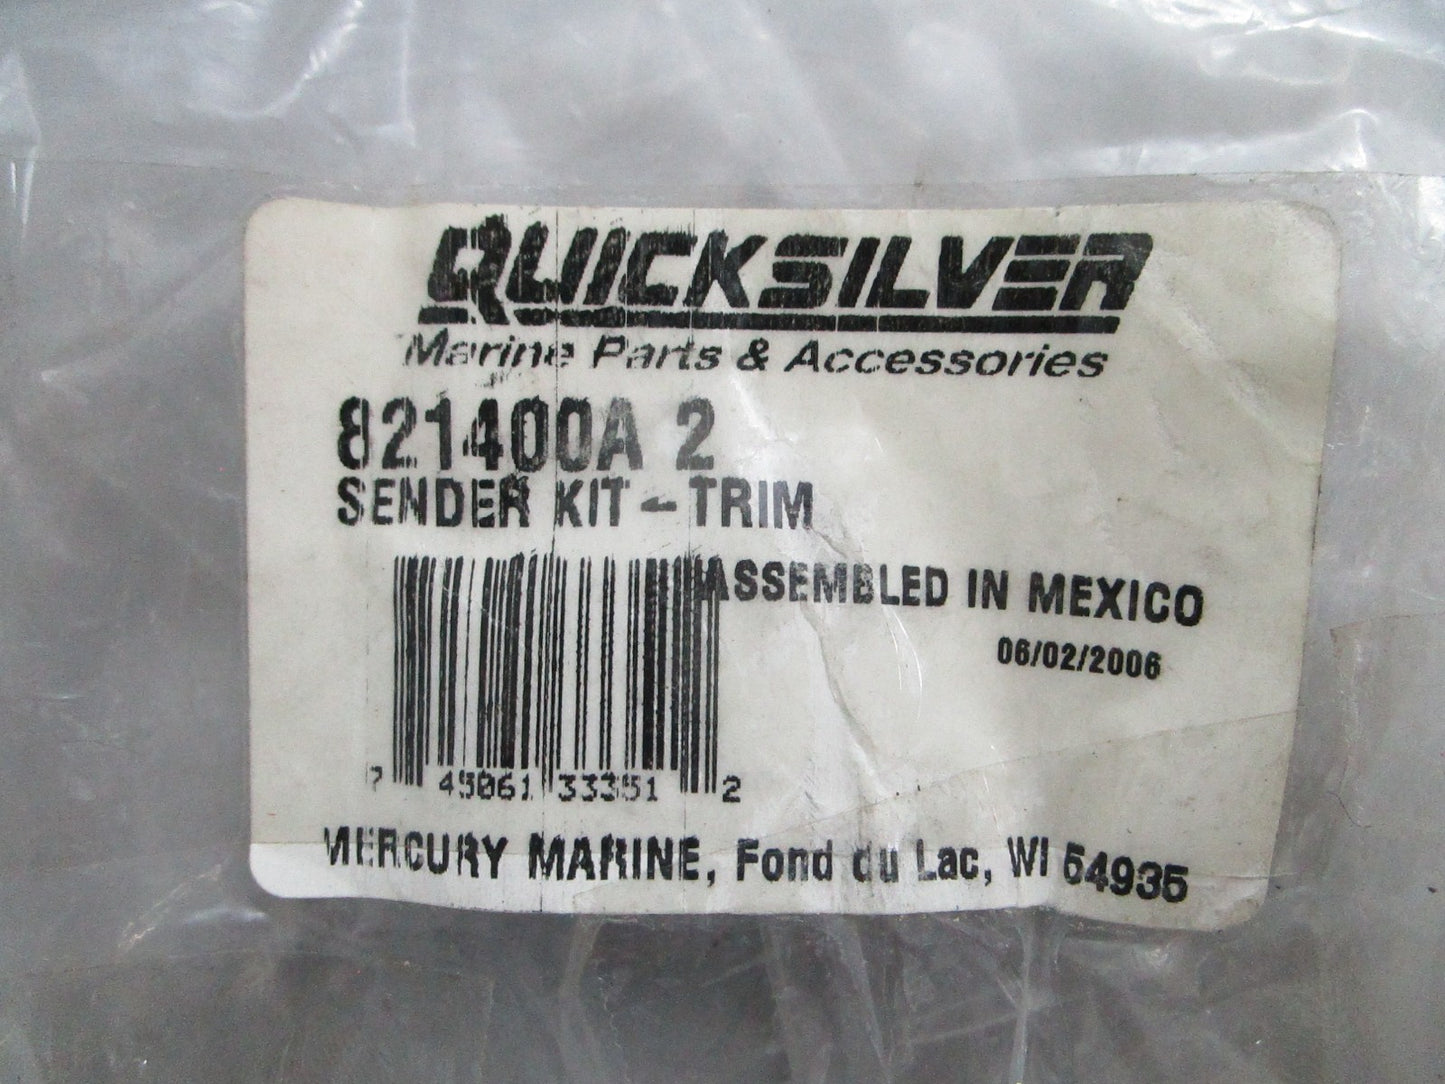 QUICKSILVER
Marine Parts & Accessories
821400A 2
SENDER KIT - TRIM
ASSEMBLED IN MEXICO
06/02/2006
7 45061 33351 2
MERCURY MARINE, Fond du Lac, WI 54935